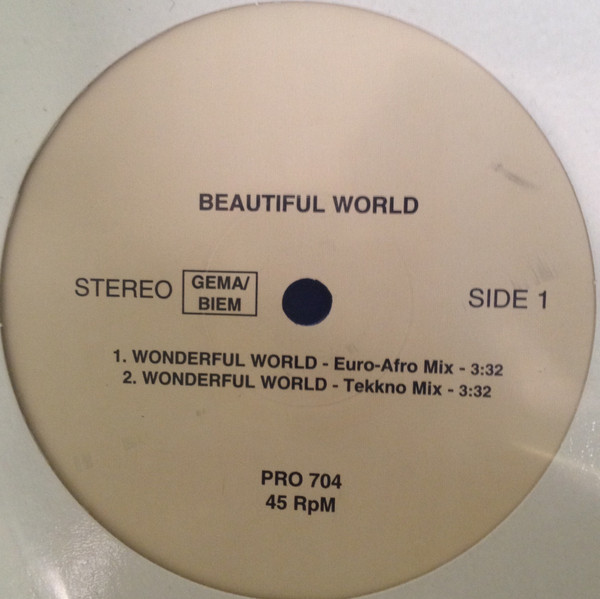 BEAUTIFUL WORLD
STEREO GEMA/ BIEM SIDE 1
1. WONDERFUL WORLD - Euro-Afro Mix - 3:32
2. WONDERFUL WORLD - Tekkno Mix - 3:32
PRO 704
45 RpM